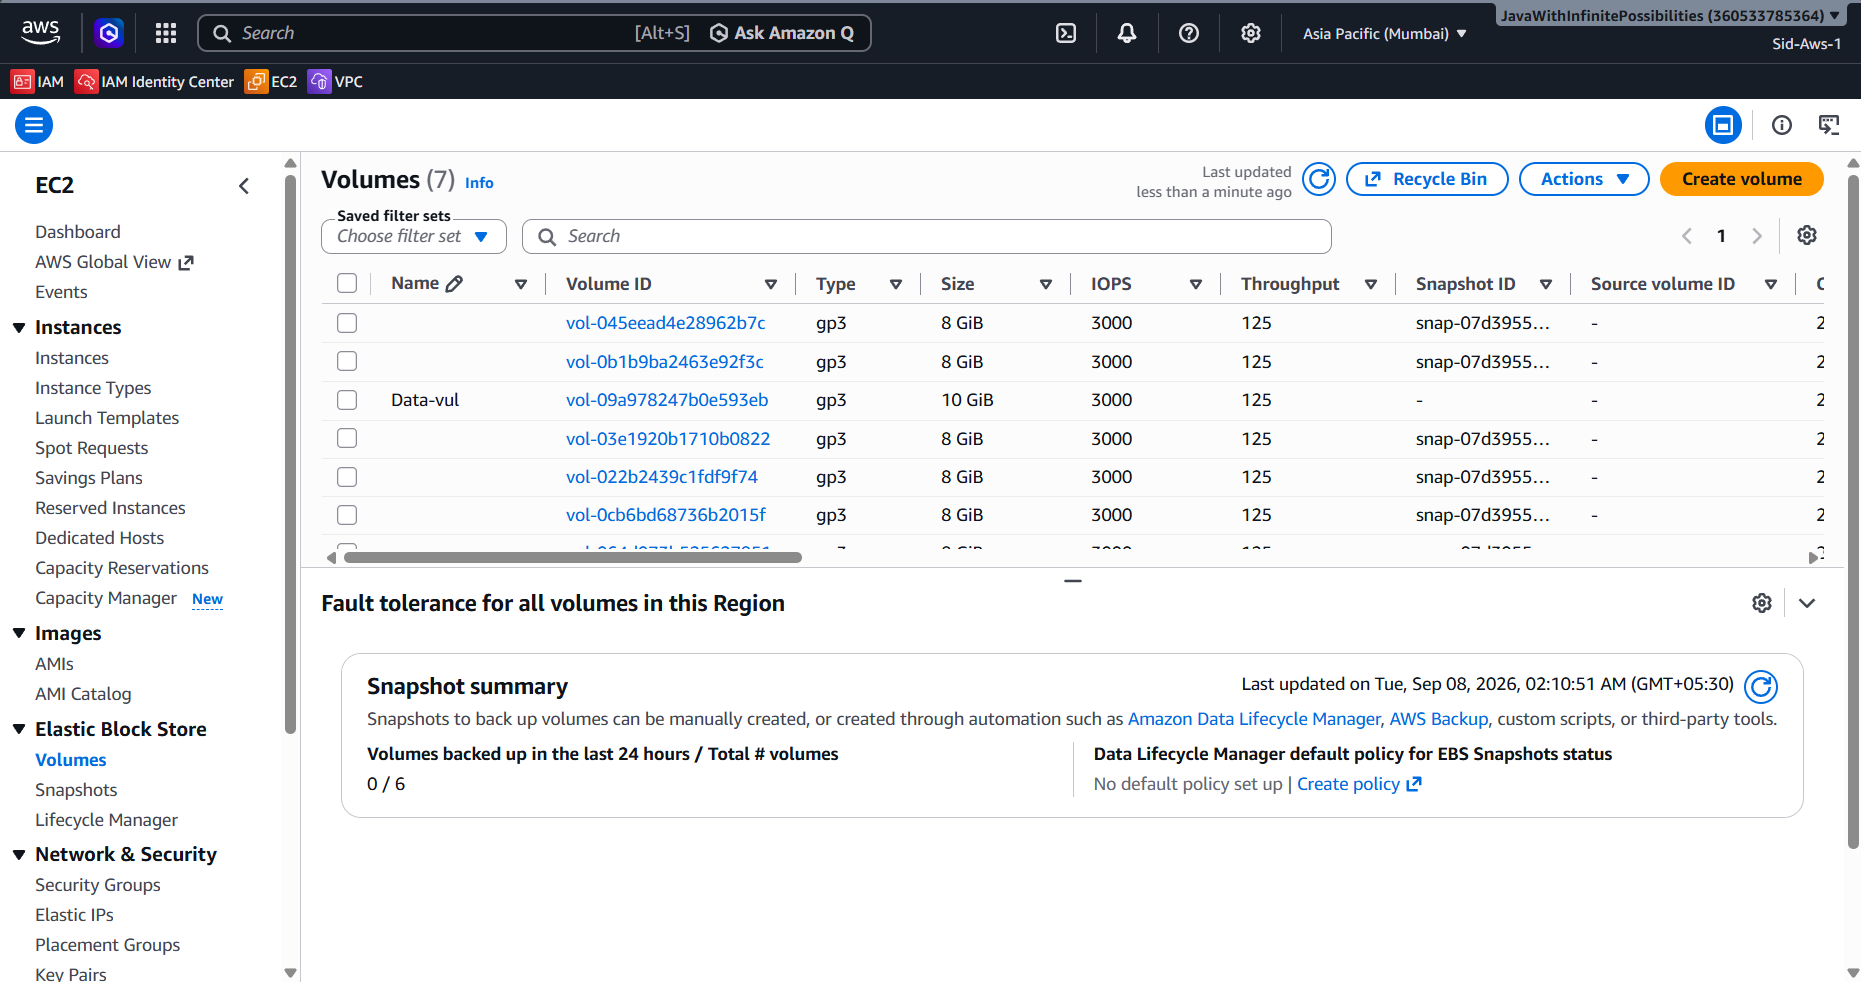 aws
Search [Alt+S] Ask Amazon Q
Asia Pacific (Mumbai) ▼
JavaWithInfinitePossibilities (360533785364) ▼
Sid-Aws-1
IAM IAM Identity Center EC2 VPC
EC2
Dashboard
AWS Global View
Events
Instances
Instances
Instance Types
Launch Templates
Spot Requests
Savings Plans
Reserved Instances
Dedicated Hosts
Capacity Reservations
Capacity Manager New
Images
AMIs
AMI Catalog
Elastic Block Store
Volumes
Snapshots
Lifecycle Manager
Network & Security
Security Groups
Elastic IPs
Placement Groups
Key Pairs
Volumes (7) Info
Last updated
less than a minute ago
Recycle Bin
Actions
Create volume
Saved filter sets
Choose filter set
Search
1
Name Volume ID Type Size IOPS Throughput Snapshot ID Source volume ID
vol-045eead4e28962b7c gp3 8 GiB 3000 125 snap-07d3955... - 2
vol-0b1b9ba2463e92f3c gp3 8 GiB 3000 125 snap-07d3955... - 2
Data-vul vol-09a978247b0e593eb gp3 10 GiB 3000 125 - - 2
vol-03e1920b1710b0822 gp3 8 GiB 3000 125 snap-07d3955... - 2
vol-022b2439c1fdf9f74 gp3 8 GiB 3000 125 snap-07d3955... - 2
vol-0cb6bd68736b2015f gp3 8 GiB 3000 125 snap-07d3955... - 2
Fault tolerance for all volumes in this Region
Snapshot summary
Last updated on Tue, Sep 08, 2026, 02:10:51 AM (GMT+05:30)
Snapshots to back up volumes can be manually created, or created through automation such as Amazon Data Lifecycle Manager, AWS Backup, custom scripts, or third-party tools.
Volumes backed up in the last 24 hours / Total # volumes
0 / 6
Data Lifecycle Manager default policy for EBS Snapshots status
No default policy set up | Create policy